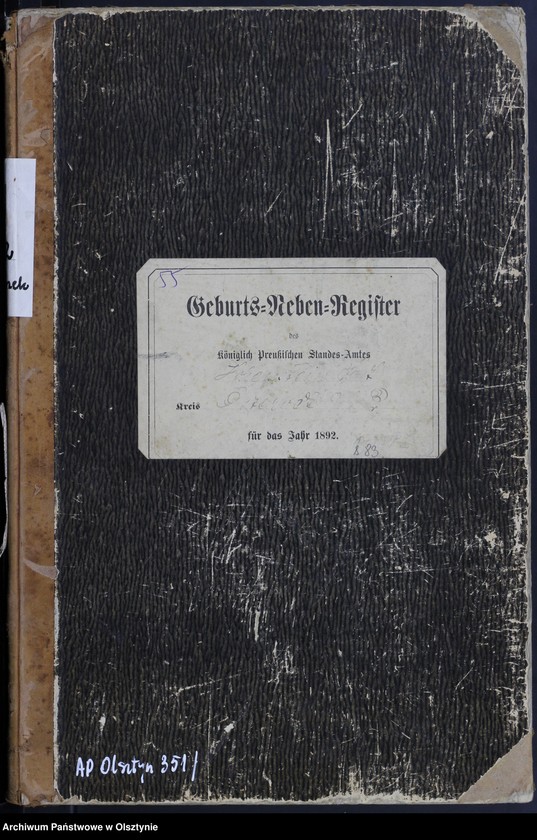 55
Geburts-Neben-Register
des
Königlich Preußischen Standes-Amtes
Kreis
für das Jahr 1892.
AP Olsztyn 351/
Archiwum Państwowe w Olsztynie